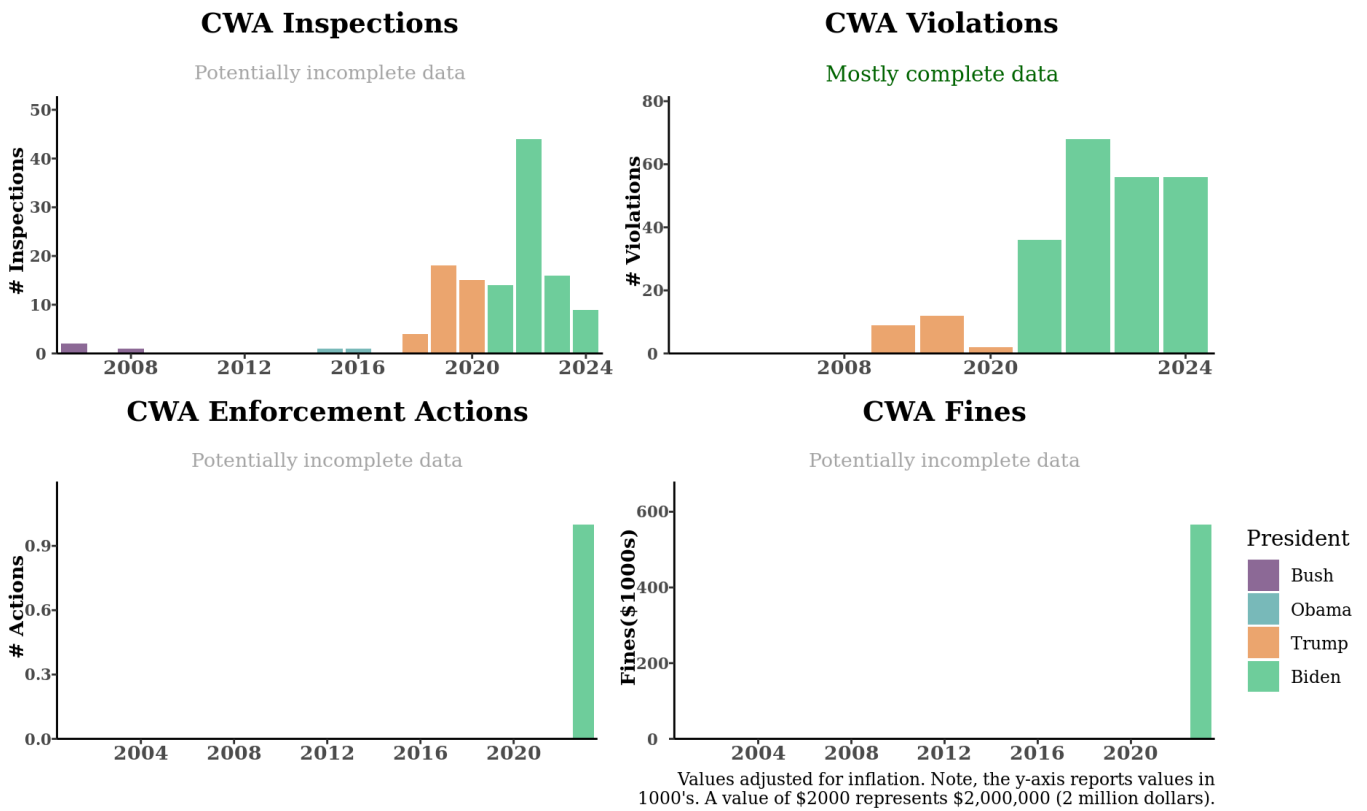 CWA Inspections
Potentially incomplete data
# Inspections
50
40
30
20
10
0
2008 2012 2016 2020 2024
CWA Violations
Mostly complete data
# Violations
80
60
40
20
0
2008 2020 2024
CWA Enforcement Actions
Potentially incomplete data
# Actions
0.9
0.6
0.3
0.0
2004 2008 2012 2016 2020
CWA Fines
Potentially incomplete data
Fines($1000s)
600
400
200
0
2004 2008 2012 2016 2020
President
Bush
Obama
Trump
Biden
Values adjusted for inflation. Note, the y-axis reports values in
1000's. A value of $2000 represents $2,000,000 (2 million dollars).